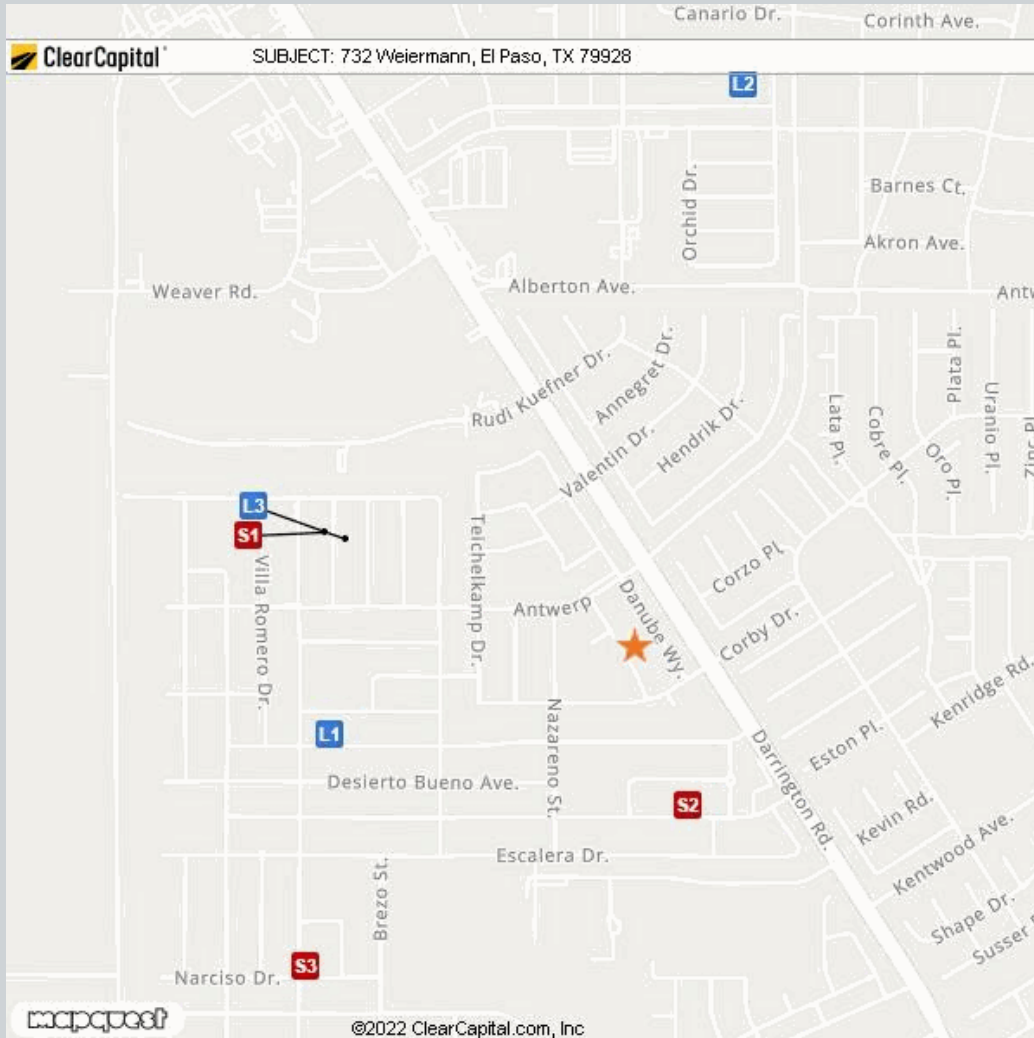 Canario Dr.
Corinth Ave.
ClearCapital
SUBJECT: 732 Weiermann, El Paso, TX 79928
L2
Orchid Dr.
Barnes Ct.
Akron Ave.
Weaver Rd.
Alberton Ave.
Rudi Kuefner Dr.
Annegret Dr.
Hendrik Dr.
Valentin Dr.
Lata Pl.
Cobre Pl.
Plata Pl.
Oro Pl.
Uranio Pl.
L3
S1
Villa Romero Dr.
Teichelkamp Dr.
Antwerp
Danube Wy.
Corzo Pl
Corby Dr.
Kenridge Rd.
L1
Nazareno St.
Desierto Bueno Ave.
S2
Darrington Rd.
Eston Pl.
Kevin Rd.
Kentwood Ave.
Escalera Dr.
Brezo St.
Shape Dr.
Susser
Narciso Dr.
S3
mapquest
©2022 ClearCapital.com, Inc